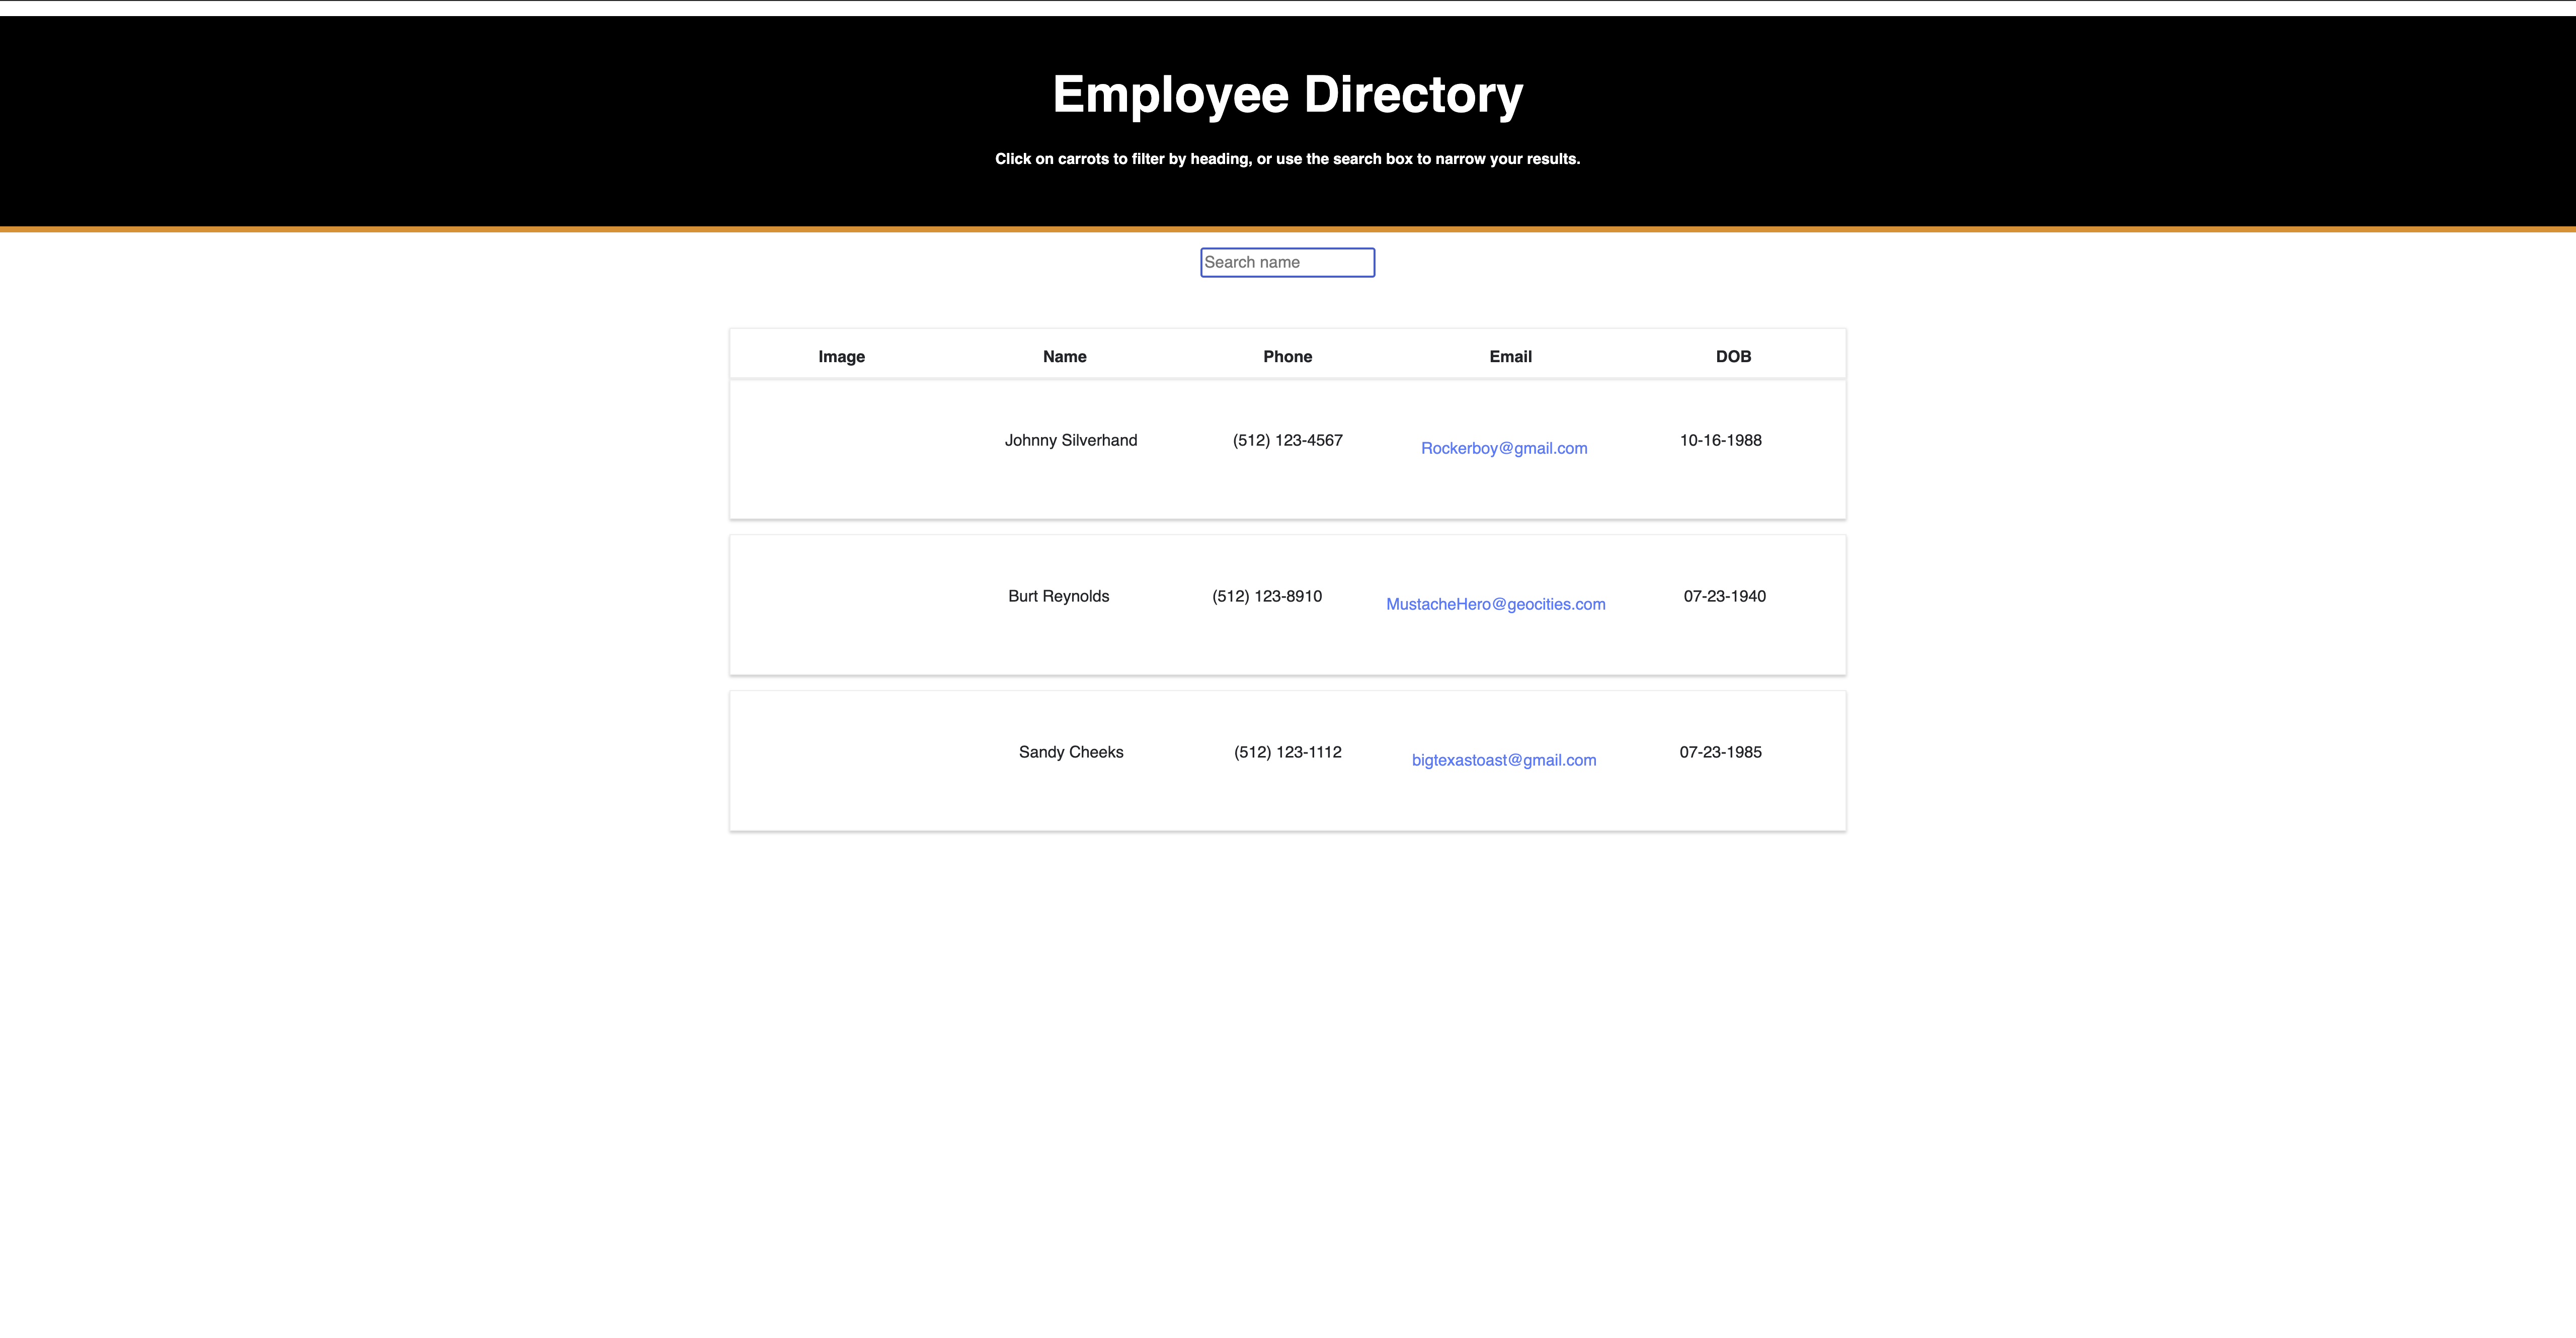 Employee Directory
Click on carrots to filter by heading, or use the search box to narrow your results.
Search name
Image Name Phone Email DOB
Johnny Silverhand (512) 123-4567 Rockerboy@gmail.com 10-16-1988
Burt Reynolds (512) 123-8910 MustacheHero@geocities.com 07-23-1940
Sandy Cheeks (512) 123-1112 bigtexastoast@gmail.com 07-23-1985